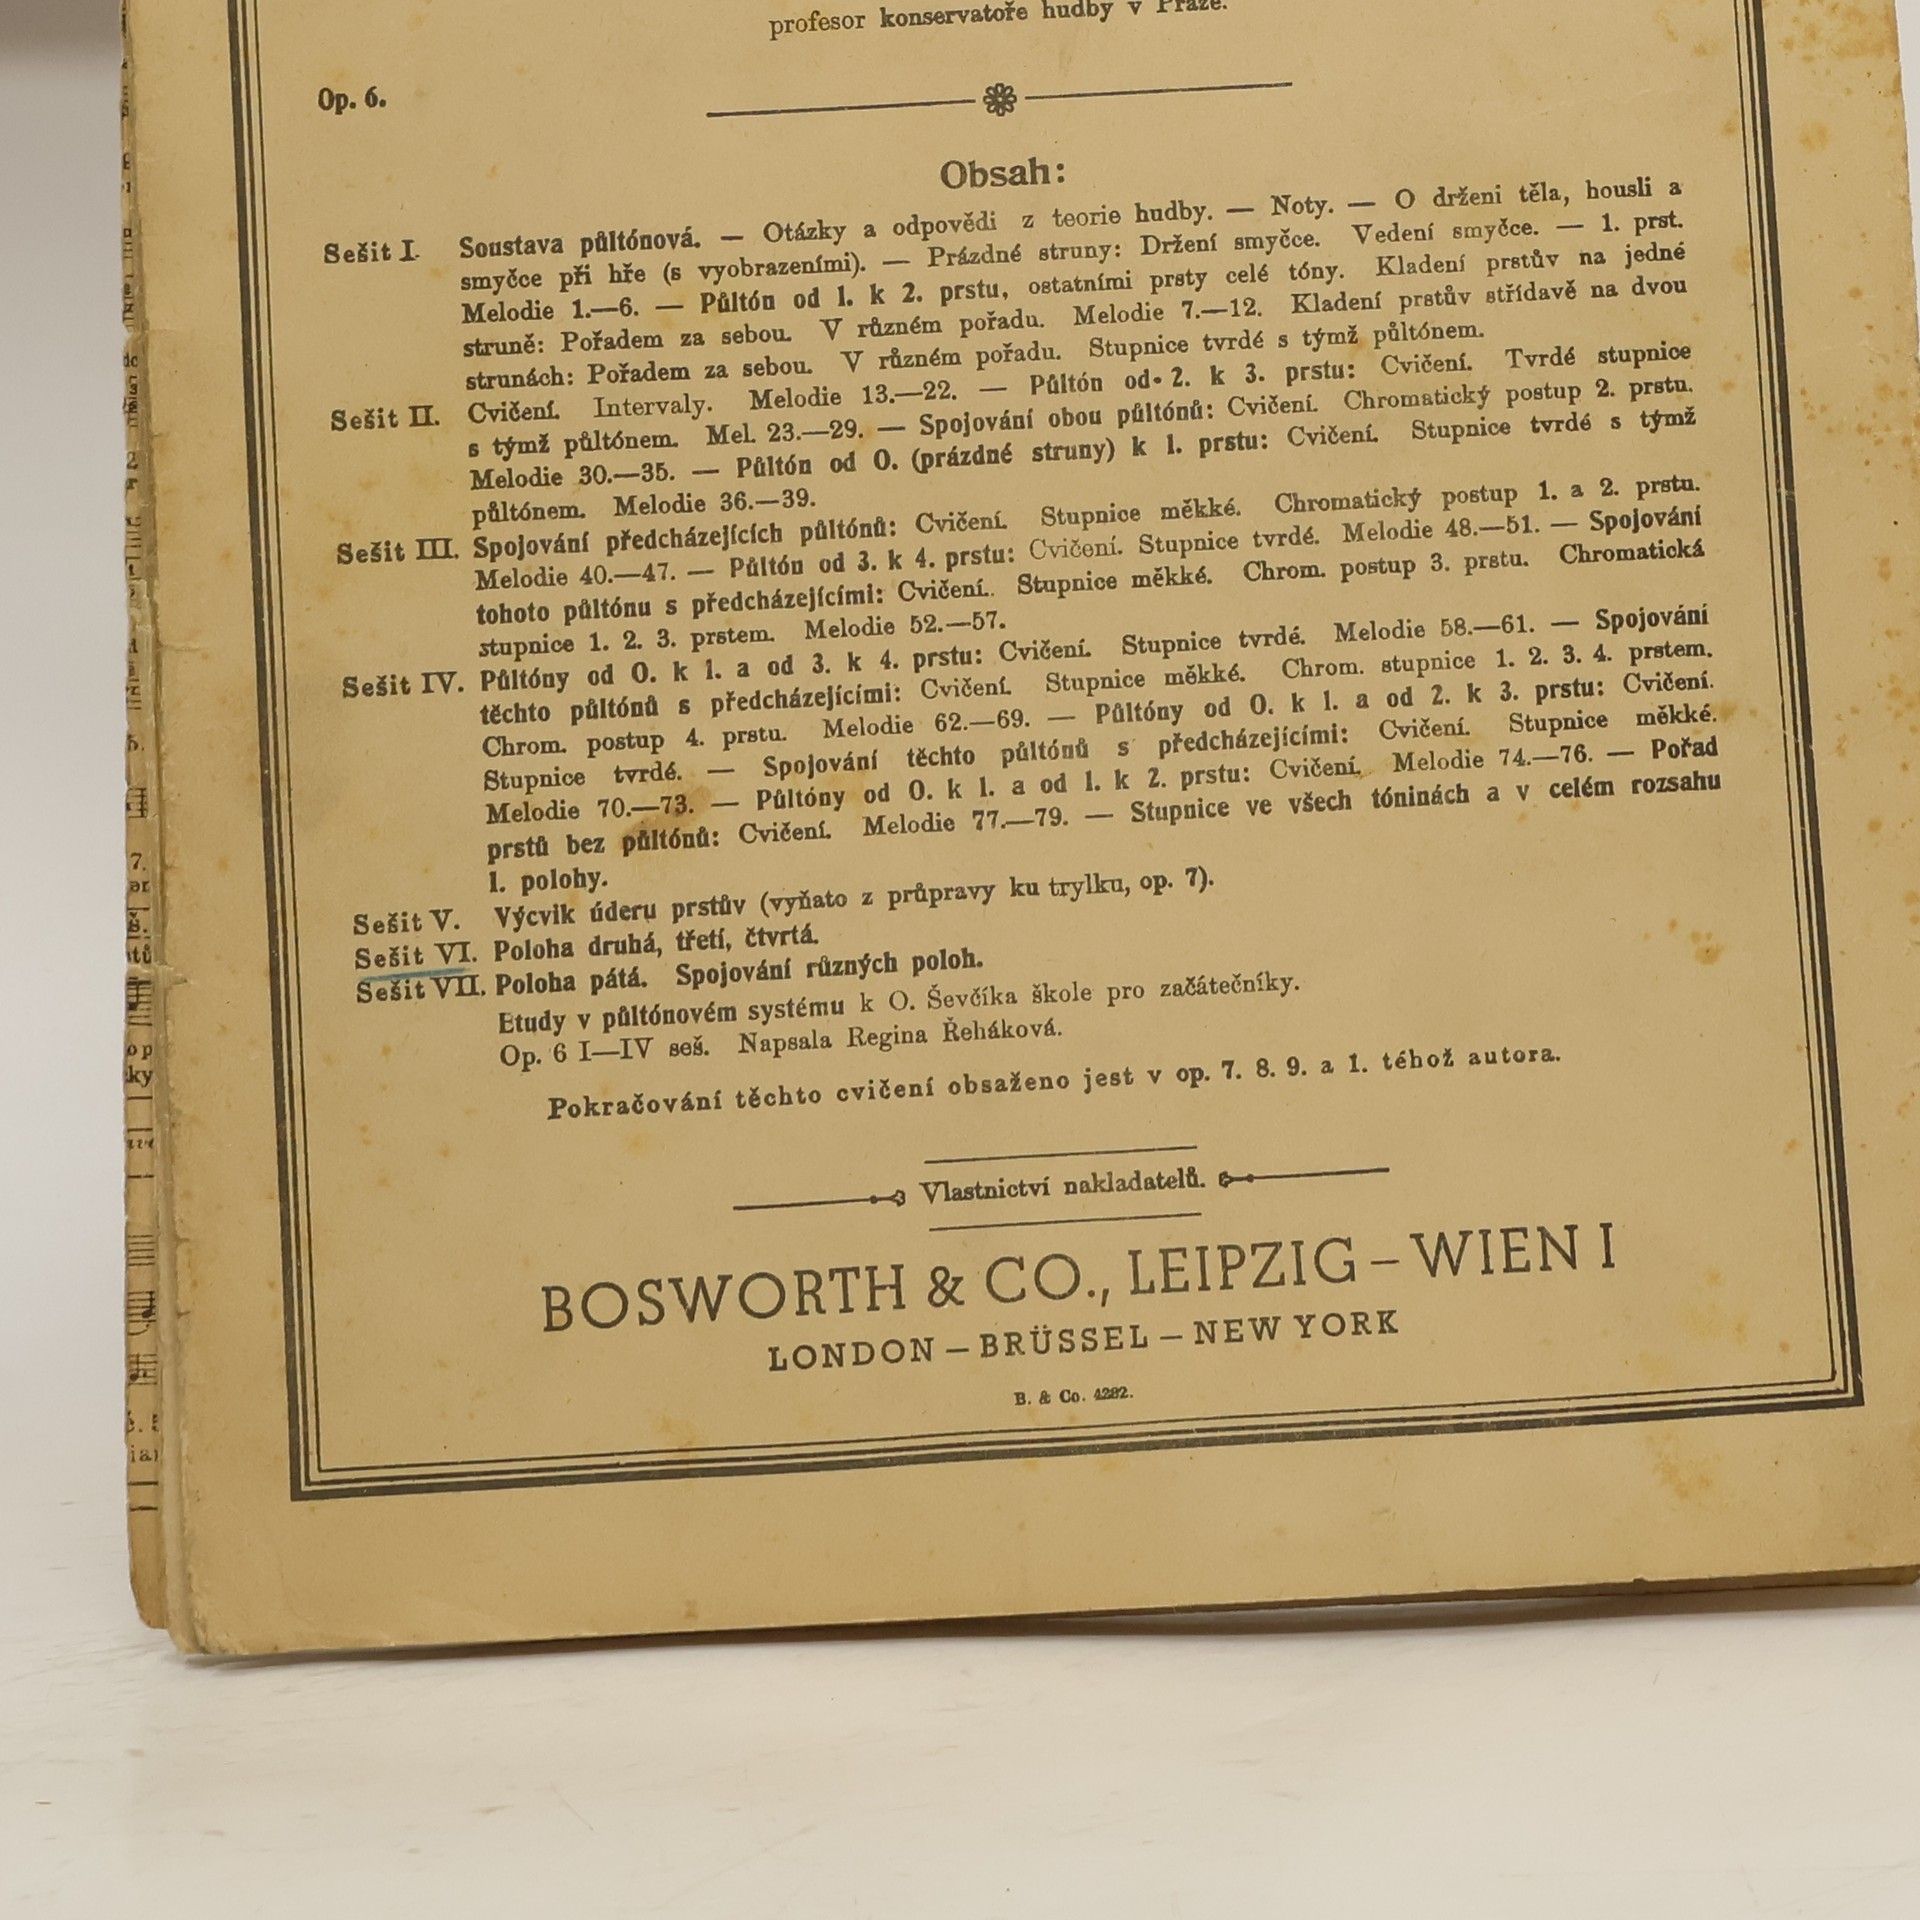 profesor konservatoře hudby v Praze.
Op. 6.
Obsah:
Sešit I. Soustava půltónová. — Otázky a odpovědi z teorie hudby. — Noty. — O držení těla, housli a
smyčce při hře (s vyobrazeními). — Prázdné struny: Držení smyčce. Vedení smyčce. — 1. prst.
Melodie 1.—6. — Půltón od 1. k 2. prstu, ostatními prsty celé tóny. Kladení prstův na jedné
struně: Pořadem za sebou. V různém pořadu. Melodie 7.—12. Kladení prstův střídavě na dvou
strunách: Pořadem za sebou. V různém pořadu. Stupnice tvrdé s týmž půltónem.
Sešit II. Cvičení. Intervaly. Melodie 13.—22. — Půltón od 2. k 3. prstu: Cvičení. Tvrdé stupnice
s týmž půltónem. Mel. 23.—29. — Spojování obou půltónů: Cvičení. Chromatický postup 2. prstu.
Melodie 30.—35. — Půltón od 0. (prázdné struny) k 1. prstu: Cvičení. Stupnice tvrdé s týmž
půltónem. Melodie 36.—39.
Sešit III. Spojování předcházejících půltónů: Cvičení. Stupnice měkké. Chromatický postup 1. a 2. prstu.
Melodie 40.—47. — Půltón od 3. k 4. prstu: Cvičení. Stupnice tvrdé. Melodie 48.—51. — Spojování
tohoto půltónu s předcházejícími: Cvičení. Stupnice měkké. Chrom. postup 3. prstu. Chromatická
stupnice 1. 2. 3. prstem. Melodie 52.—57.
Sešit IV. Půltóny od 0. k 1. a od 3. k 4. prstu: Cvičení. Stupnice tvrdé. Melodie 58.—61. — Spojování
těchto půltónů s předcházejícími: Cvičení. Stupnice měkké. Chrom. stupnice 1. 2. 3. 4. prstem.
Chrom. postup 4. prstu. Melodie 62.—69. — Půltóny od 0. k 1. a od 2. k 3. prstu: Cvičení.
Stupnice tvrdé. — Spojování těchto půltónů s předcházejícími: Cvičení. Stupnice měkké.
Melodie 70.—73. — Půltóny od 0. k 1. a od 1. k 2. prstu: Cvičení. Melodie 74.—76. — Pořad
prstů bez půltónů: Cvičení. Melodie 77.—79. — Stupnice ve všech tóninách a v celém rozsahu
1. polohy.
Sešit V. Výcvik úderu prstův (vyňato z průpravy ku trylku, op. 7).
Sešit VI. Poloha druhá, třetí, čtvrtá.
Sešit VII. Poloha pátá. Spojování různých poloh.
Etudy v půltónovém systému k O. Ševčíka škole pro začátečníky.
Op. 6 I—IV seš. Napsala Regina Řeháková.
Pokračování těchto cvičení obsaženo jest v op. 7. 8. 9. a 1. téhož autora.
Vlastnictví nakladatelů.
BOSWORTH & CO., LEIPZIG – WIEN I
LONDON – BRÜSSEL – NEW YORK
B. & Co. 4282.